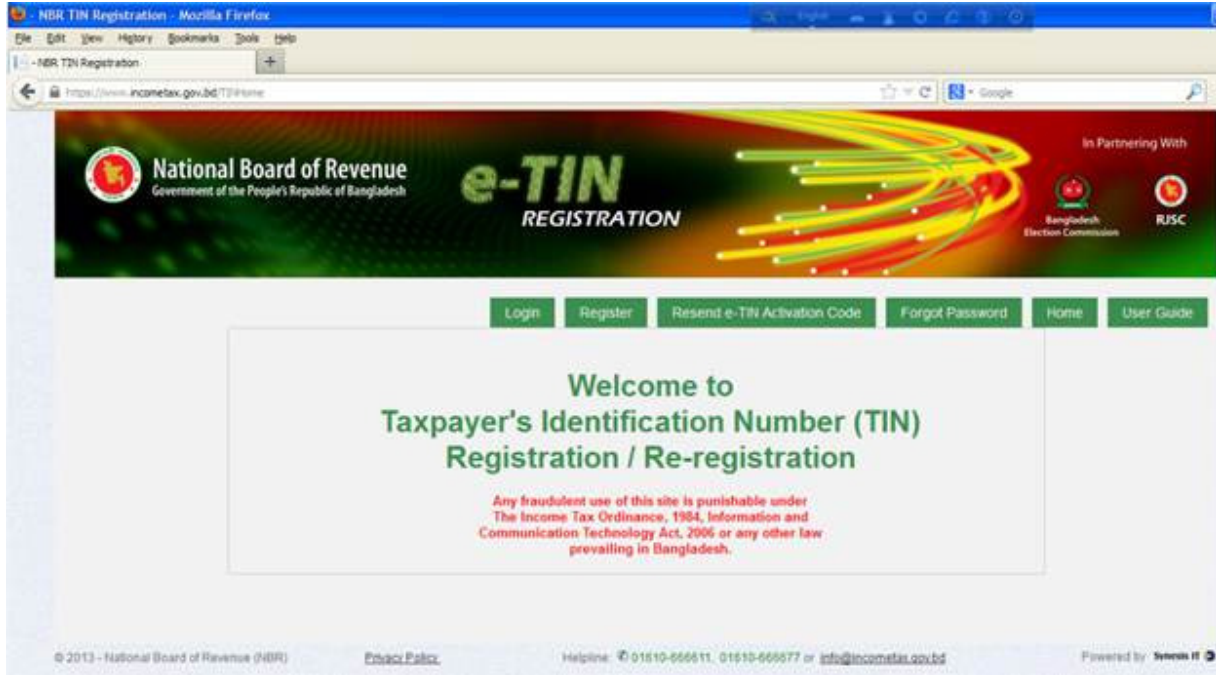 - NBR TIN Registration - Mozilla Firefox
File Edit View History Bookmarks Tools Help
- NBR TIN Registration
https://www.incometax.gov.bd/TINHome
Google
National Board of Revenue
Government of the People's Republic of Bangladesh
e-TIN
REGISTRATION
In Partnering With
Bangladesh
Election Commission
RJSC
Login Register Resend e-TIN Activation Code Forgot Password Home User Guide
Welcome to
Taxpayer's Identification Number (TIN)
Registration / Re-registration
Any fraudulent use of this site is punishable under
The Income Tax Ordinance, 1984, Information and
Communication Technology Act, 2006 or any other law
prevailing in Bangladesh.
© 2013 - National Board of Revenue (NBR) Privacy Policy Helpline: 01610-666611, 01610-666677 or info@incometax.gov.bd Powered by Synesis IT